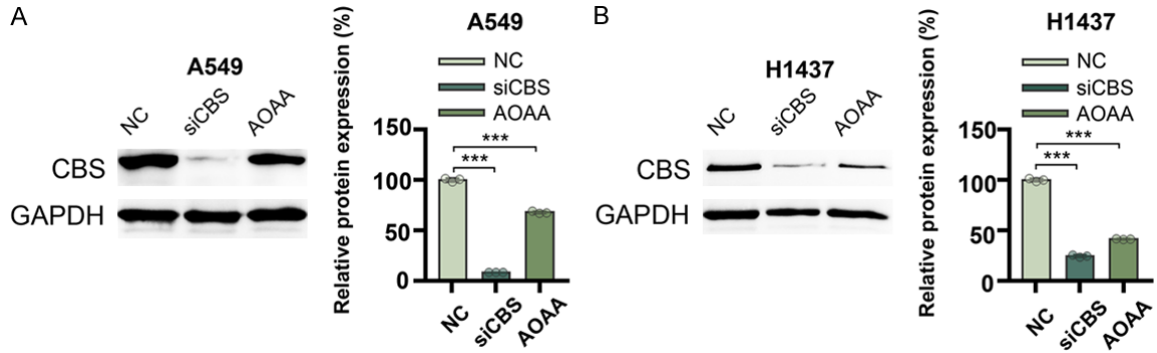 A
A549
NC
siCBS
AOAA
CBS
GAPDH
A549
NC
siCBS
AOAA
Relative protein expression (%)
150
100
50
0
***
***
NC
siCBS
AOAA
B
H1437
NC
siCBS
AOAA
CBS
GAPDH
H1437
NC
siCBS
AOAA
Relative protein expression (%)
150
100
50
0
***
***
NC
siCBS
AOAA